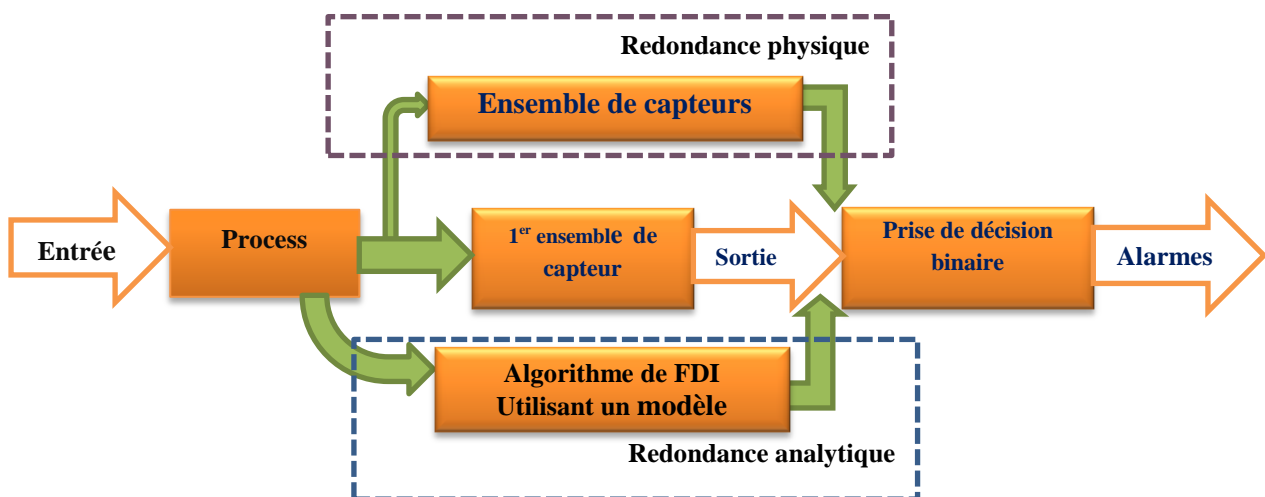 Redondance physique
Ensemble de capteurs
Entrée
Process
1er ensemble de
capteur
Sortie
Prise de décision
binaire
Alarmes
Algorithme de FDI
Utilisant un modèle
Redondance analytique